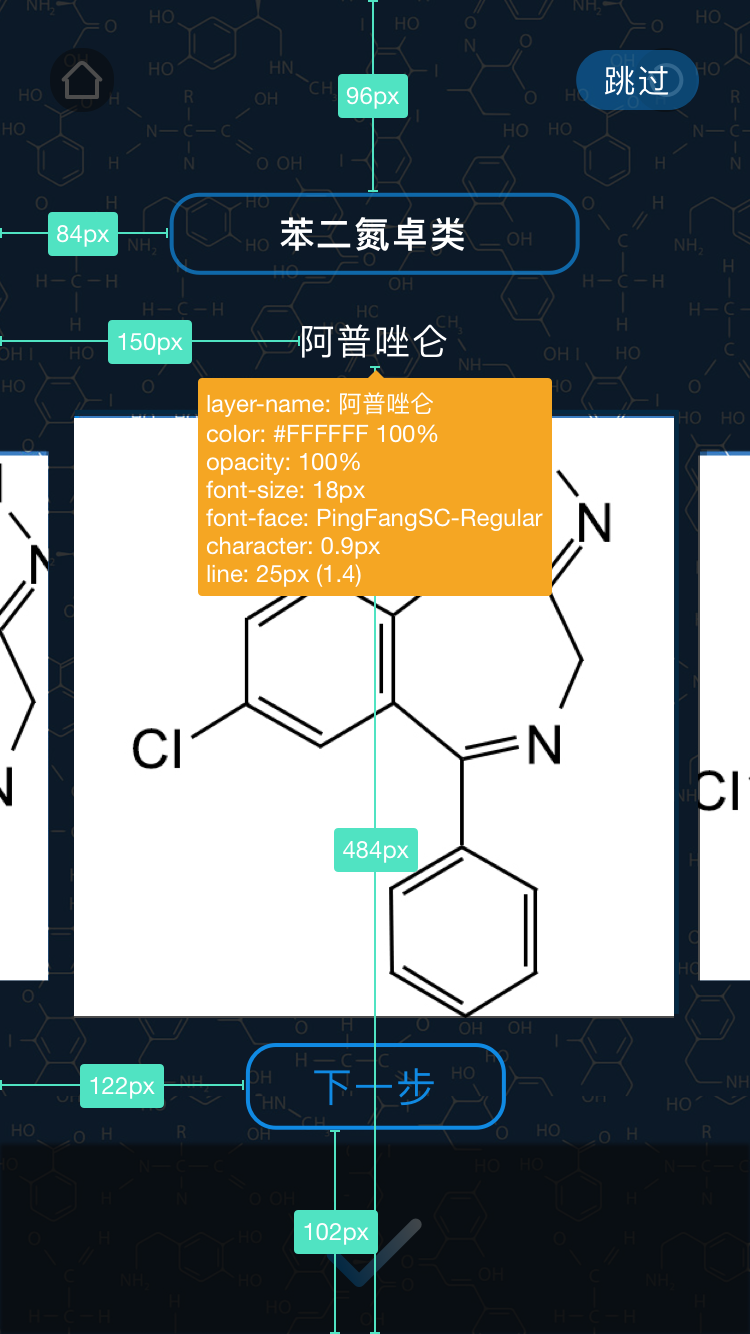 跳过
96px
84px
苯二氮卓类
150px
阿普唑仑
layer-name: 阿普唑仑
color: #FFFFFF 100%
opacity: 100%
font-size: 18px
font-face: PingFangSC-Regular
character: 0.9px
line: 25px (1.4)
N
N
Cl
N
N
Cl
484px
122px
下一步
102px